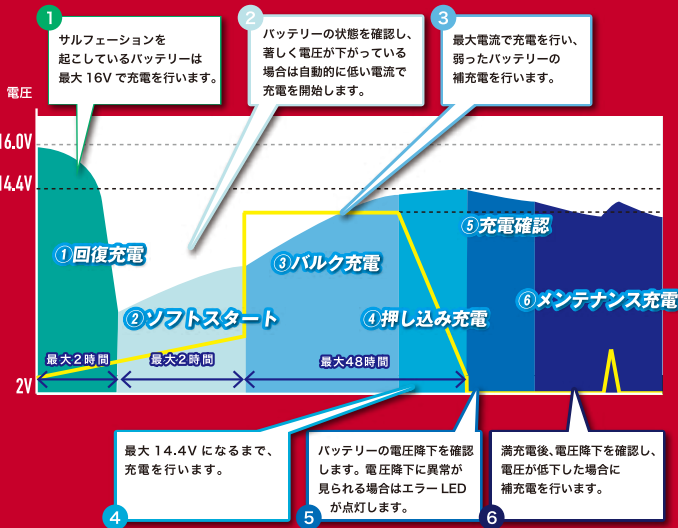 1
サルフェーションを
起こしているバッテリーは
最大16Vで充電を行います。
2
バッテリーの状態を確認し、
著しく電圧が下がっている
場合は自動的に低い電流で
充電を開始します。
3
最大電流で充電を行い、
弱ったバッテリーの
補充電を行います。
電圧
16.0V
14.4V
2V
①回復充電
②ソフトスタート
③バルク充電
④押し込み充電
⑤充電確認
⑥メンテナンス充電
最大2時間
最大2時間
最大48時間
最大14.4Vになるまで、
充電を行います。
4
バッテリーの電圧降下を確認
します。電圧降下に異常が
見られる場合はエラーLED
が点灯します。
5
満充電後、電圧降下を確認し、
電圧が低下した場合に
補充電を行います。
6